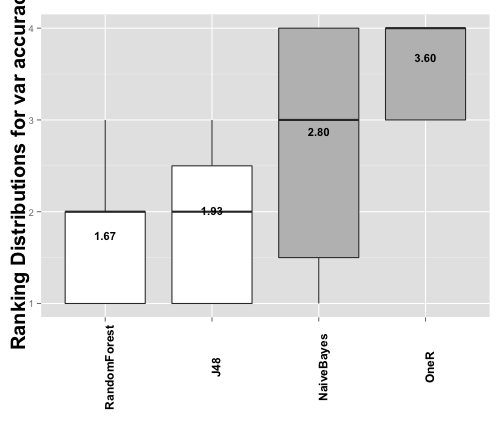 Ranking Distributions for var accurac
4
3
2
1
1.67
1.93
2.80
3.60
RandomForest
J48
NaiveBayes
OneR